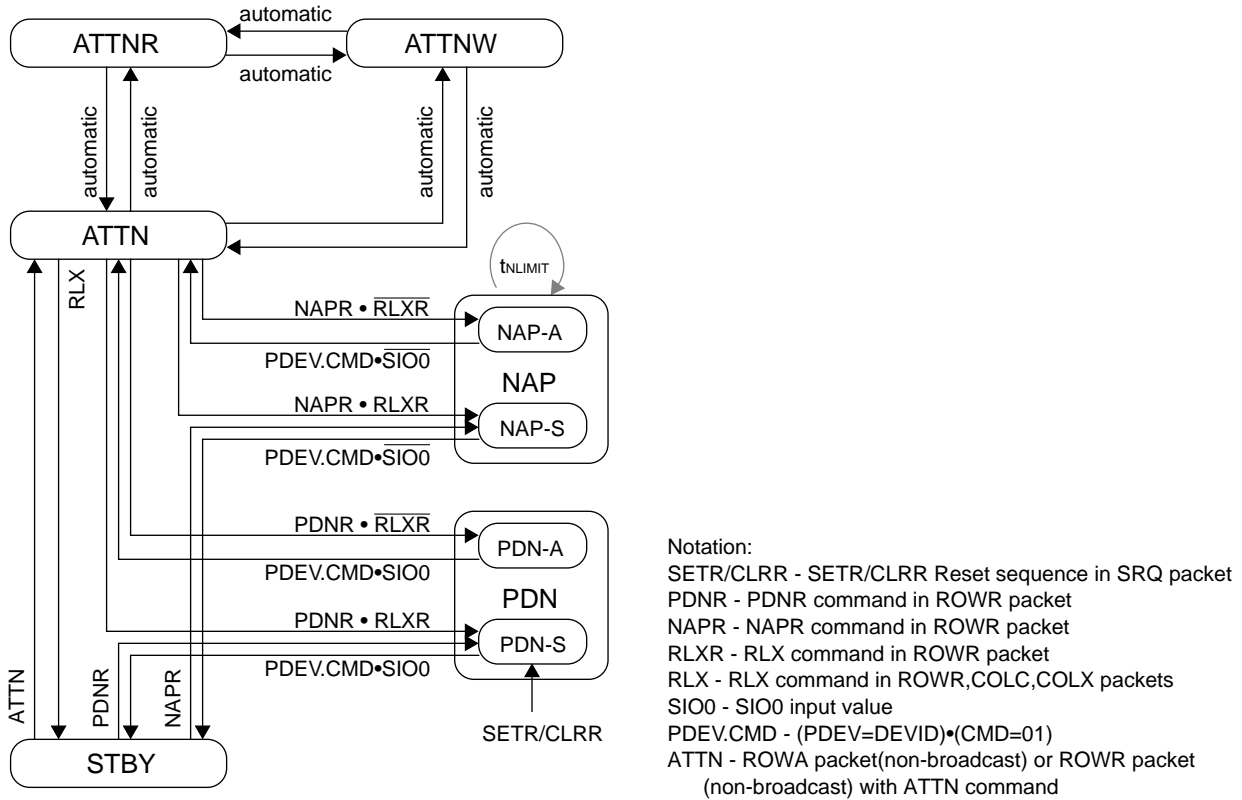 automatic
ATTNR
ATTNW
automatic
automatic
automatic
automatic
automatic
ATTN
RLX
tNLIMIT
NAPR • RLXR
NAP-A
PDEV.CMD•SIO0
NAP
NAPR • RLXR
NAP-S
PDEV.CMD•SIO0
PDNR • RLXR
PDN-A
PDEV.CMD•SIO0
PDN
PDNR • RLXR
PDN-S
PDEV.CMD•SIO0
ATTN
PDNR
NAPR
SETR/CLRR
STBY
Notation:
SETR/CLRR - SETR/CLRR Reset sequence in SRQ packet
PDNR - PDNR command in ROWR packet
NAPR - NAPR command in ROWR packet
RLXR - RLX command in ROWR packet
RLX - RLX command in ROWR,COLC,COLX packets
SIO0 - SIO0 input value
PDEV.CMD - (PDEV=DEVID)•(CMD=01)
ATTN - ROWA packet(non-broadcast) or ROWR packet
(non-broadcast) with ATTN command